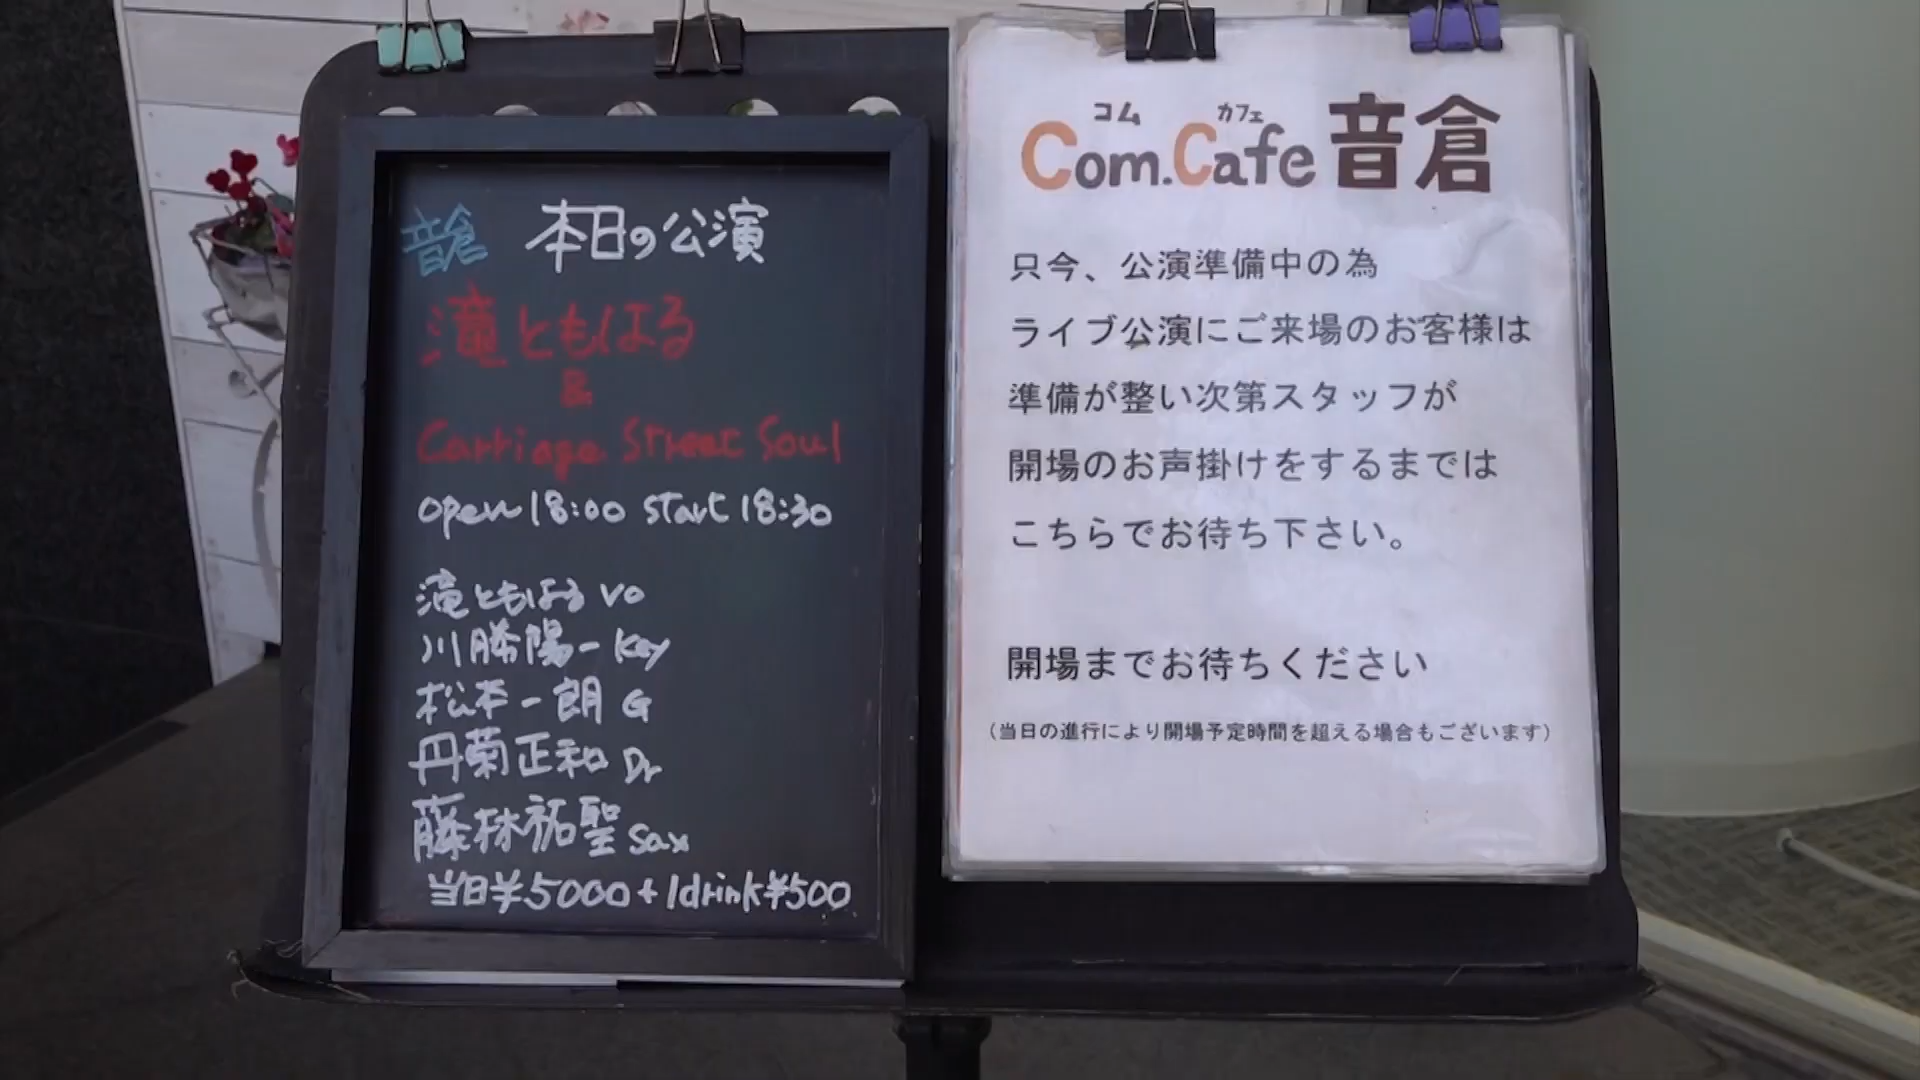 音倉 本日の公演
滝ともはる
&
Carriage Street Soul
open 18:00 start 18:30
滝ともはる Vo
川勝陽一 Key
松本一朗 G
丹菊正和 Dr
藤林祐聖 Sax
当日¥5000+1drink¥500
コム カフェ
Com.Cafe 音倉
只今、公演準備中の為
ライブ公演にご来場のお客様は
準備が整い次第スタッフが
開場のお声掛けをするまでは
こちらでお待ち下さい。
開場までお待ちください
(当日の進行により開場予定時間を超える場合もございます)